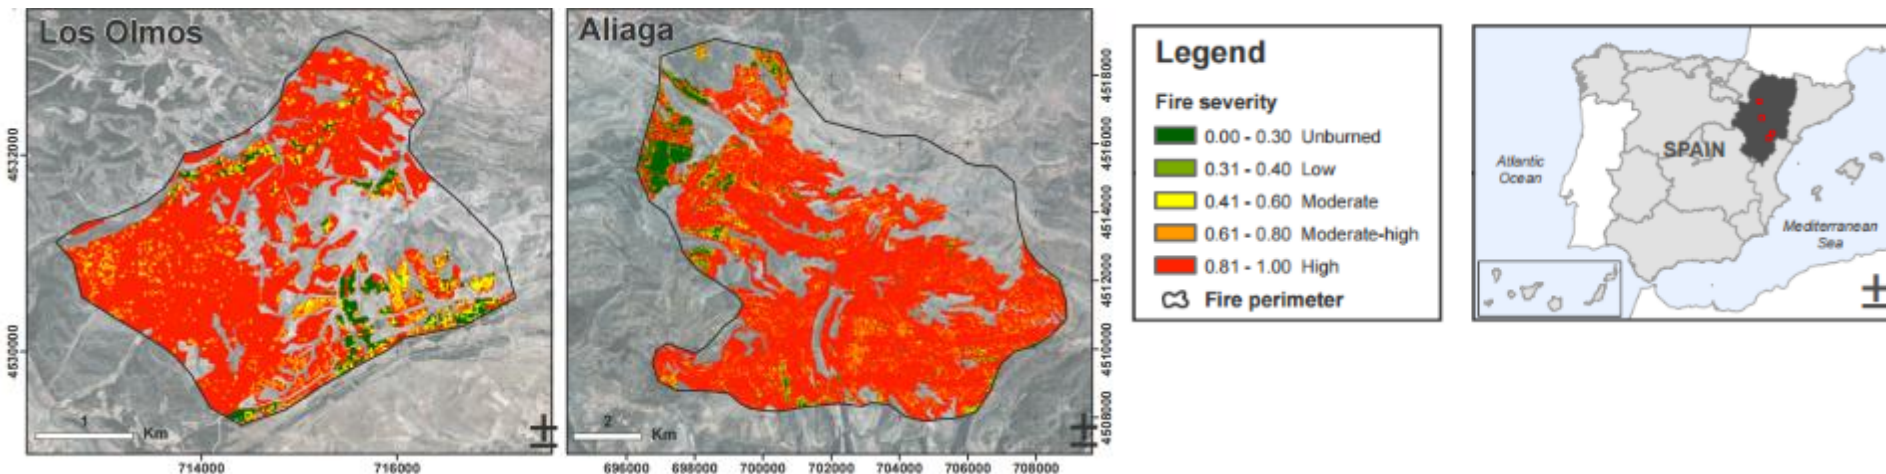 Los Olmos
4532000
4530000
1
Km
714000
716000
Aliaga
2
Km
696000
698000
700000
702000
704000
706000
708000
4518000
4516000
4514000
4512000
4510000
4508000
Legend
Fire severity
0.00 - 0.30 Unburned
0.31 - 0.40 Low
0.41 - 0.60 Moderate
0.61 - 0.80 Moderate-high
0.81 - 1.00 High
Fire perimeter
SPAIN
Atlantic
Ocean
Mediterranean
Sea